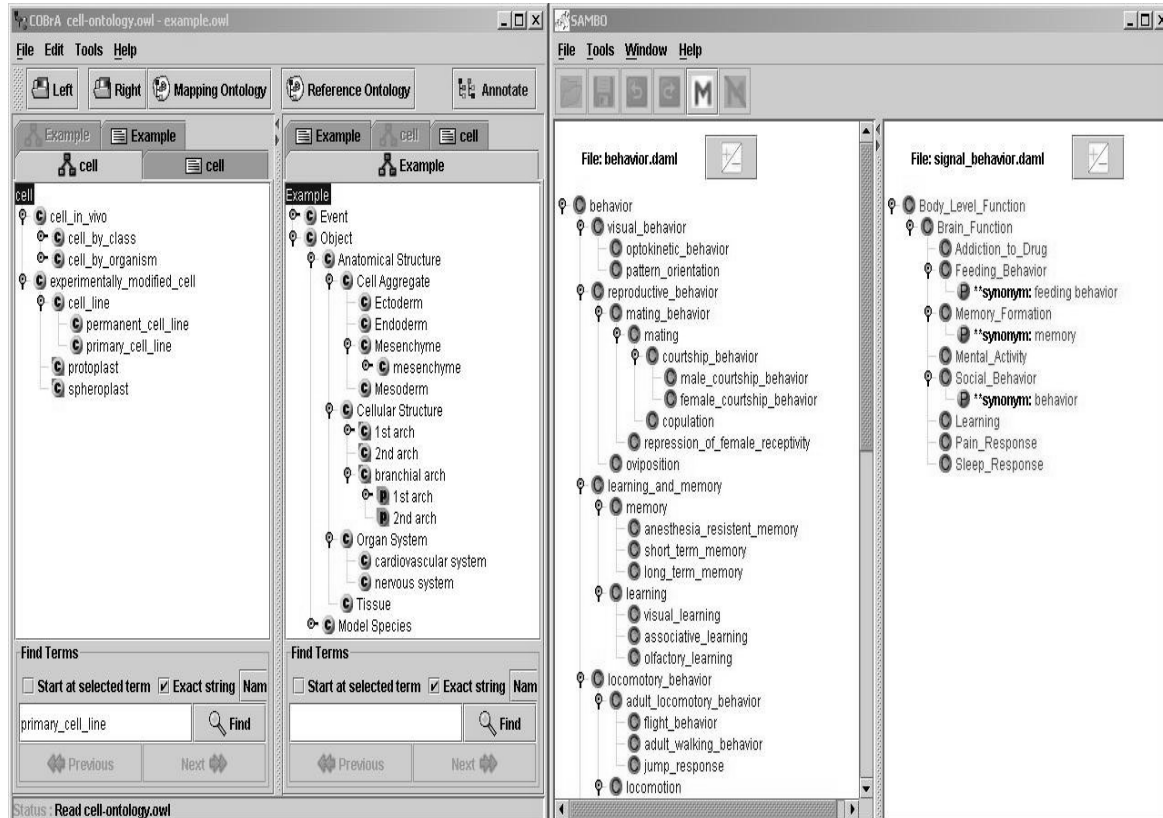 COBrA cell-ontology.owl - example.owl
File Edit Tools Help
Left Right Mapping Ontology Reference Ontology Annotate
Example Example
cell cell
cell
cell_in_vivo
cell_by_class
cell_by_organism
experimentally_modified_cell
cell_line
permanent_cell_line
primary_cell_line
protoplast
spheroplast
Find Terms
Start at selected term Exact string Nam
primary_cell_line Find
Previous Next
Example cell cell
Example
Example
Event
Object
Anatomical Structure
Cell Aggregate
Ectoderm
Endoderm
Mesenchyme
mesenchyme
Mesoderm
Cellular Structure
1st arch
2nd arch
branchial arch
1st arch
2nd arch
Organ System
cardiovascular system
nervous system
Tissue
Model Species
Find Terms
Start at selected term Exact string Nam
Find
Previous Next
Status : Read cell-ontology.owl
SAMBO
File Tools Window Help
M N
File: behavior.daml
behavior
visual_behavior
optokinetic_behavior
pattern_orientation
reproductive_behavior
mating_behavior
mating
courtship_behavior
male_courtship_behavior
female_courtship_behavior
copulation
repression_of_female_receptivity
oviposition
learning_and_memory
memory
anesthesia_resistent_memory
short_term_memory
long_term_memory
learning
visual_learning
associative_learning
olfactory_learning
locomotory_behavior
adult_locomotory_behavior
flight_behavior
adult_walking_behavior
jump_response
locomotion
File: signal_behavior.daml
Body_Level_Function
Brain_Function
Addiction_to_Drug
Feeding_Behavior
**synonym: feeding behavior
Memory_Formation
**synonym: memory
Mental_Activity
Social_Behavior
**synonym: behavior
Learning
Pain_Response
Sleep_Response